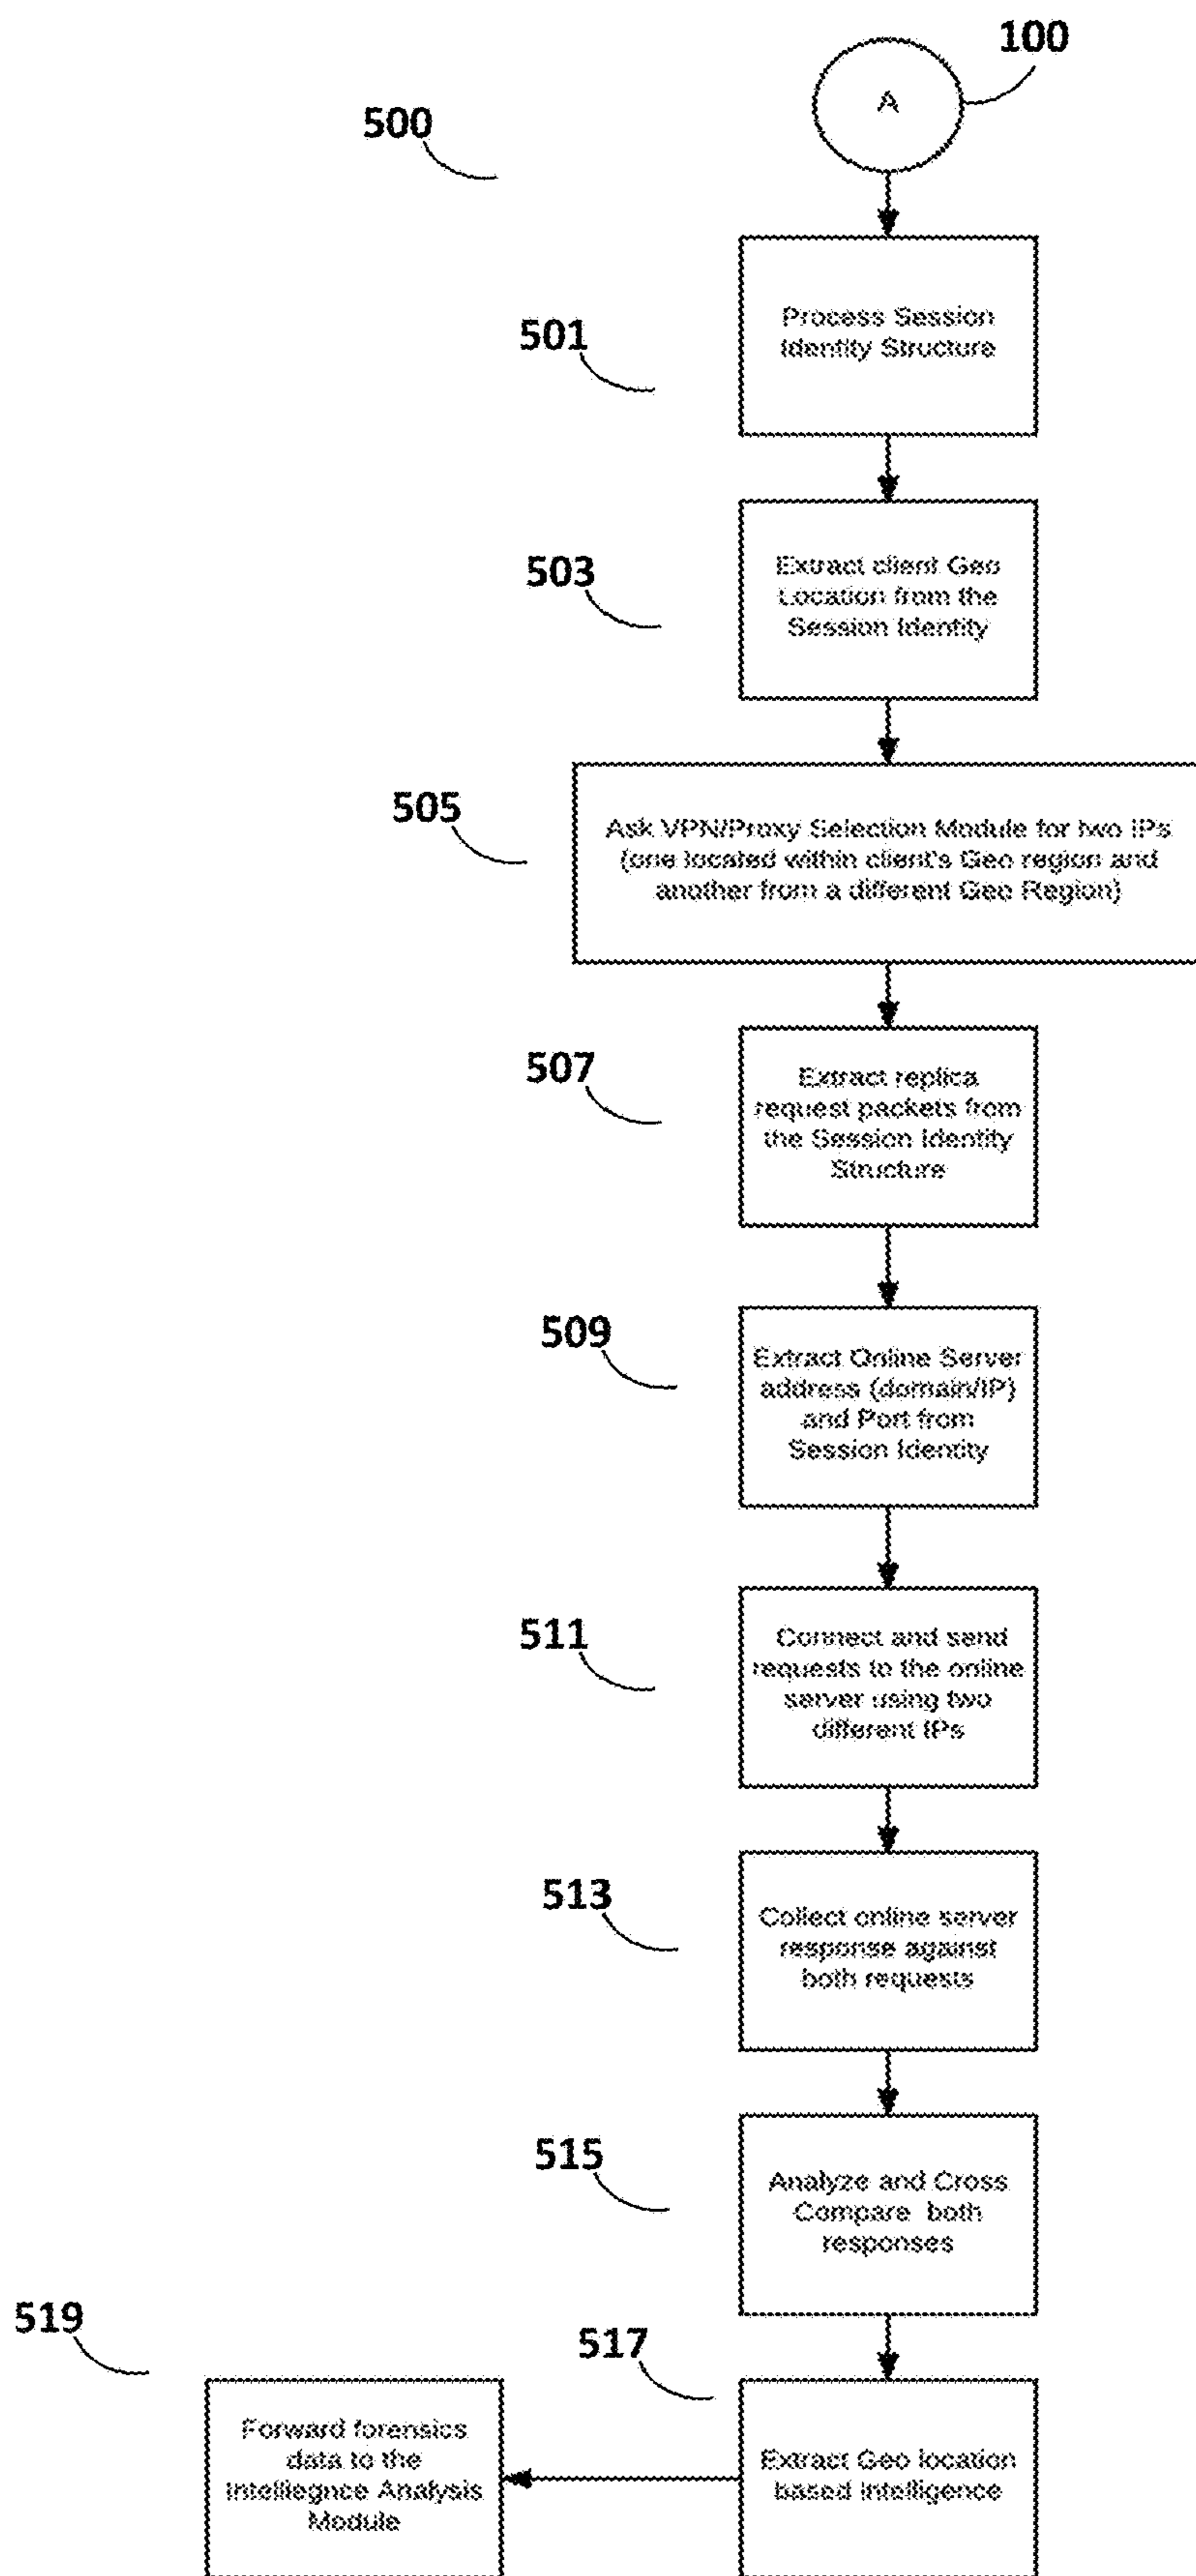 100
A
500
501
Process Session
Identity Structure
503
Extract client Geo
Location from the
Session Identity
505
Ask VPN/Proxy Selection Module for two IPs
(one located within client's Geo region and
another from a different Geo Region)
507
Extract replica
request packets from
the Session Identity
Structure
509
Extract Online Server
address (domain/IP)
and Port from
Session Identity
511
Connect and send
requests to the online
server using two
different IPs
513
Collect online server
response against
both requests
515
Analyze and Cross
Compare both
responses
517
Extract Geo location
based intelligence
519
Forward forensics
data to the
Intelliegnce Analysis
Module